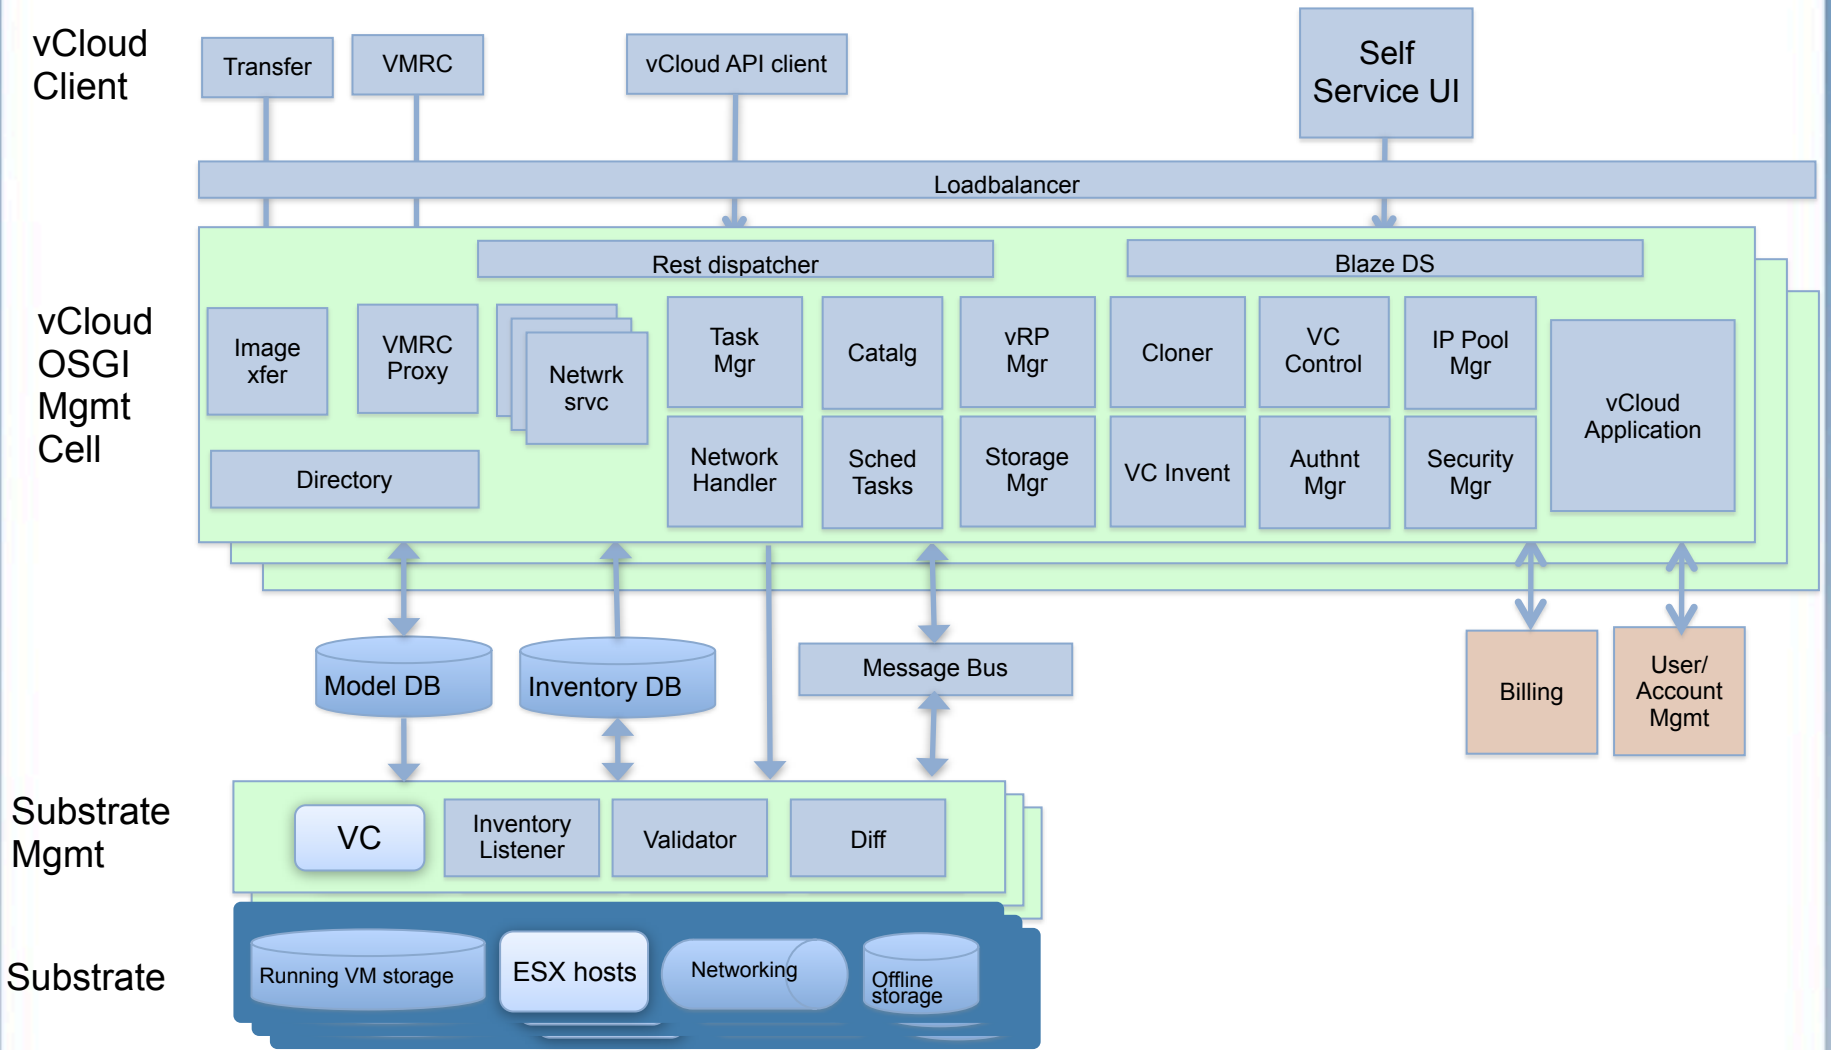 vCloud
Client
Transfer
VMRC
vCloud API client
Self
Service UI
Loadbalancer
vCloud
OSGI
Mgmt
Cell
Rest dispatcher
Blaze DS
Image
xfer
VMRC
Proxy
Netwrk
srvc
Task
Mgr
Catalg
vRP
Mgr
Cloner
VC
Control
IP Pool
Mgr
vCloud
Application
Directory
Network
Handler
Sched
Tasks
Storage
Mgr
VC Invent
Authnt
Mgr
Security
Mgr
Model DB
Inventory DB
Message Bus
Billing
User/
Account
Mgmt
Substrate
Mgmt
VC
Inventory
Listener
Validator
Diff
Substrate
Running VM storage
ESX hosts
Networking
Offline
storage